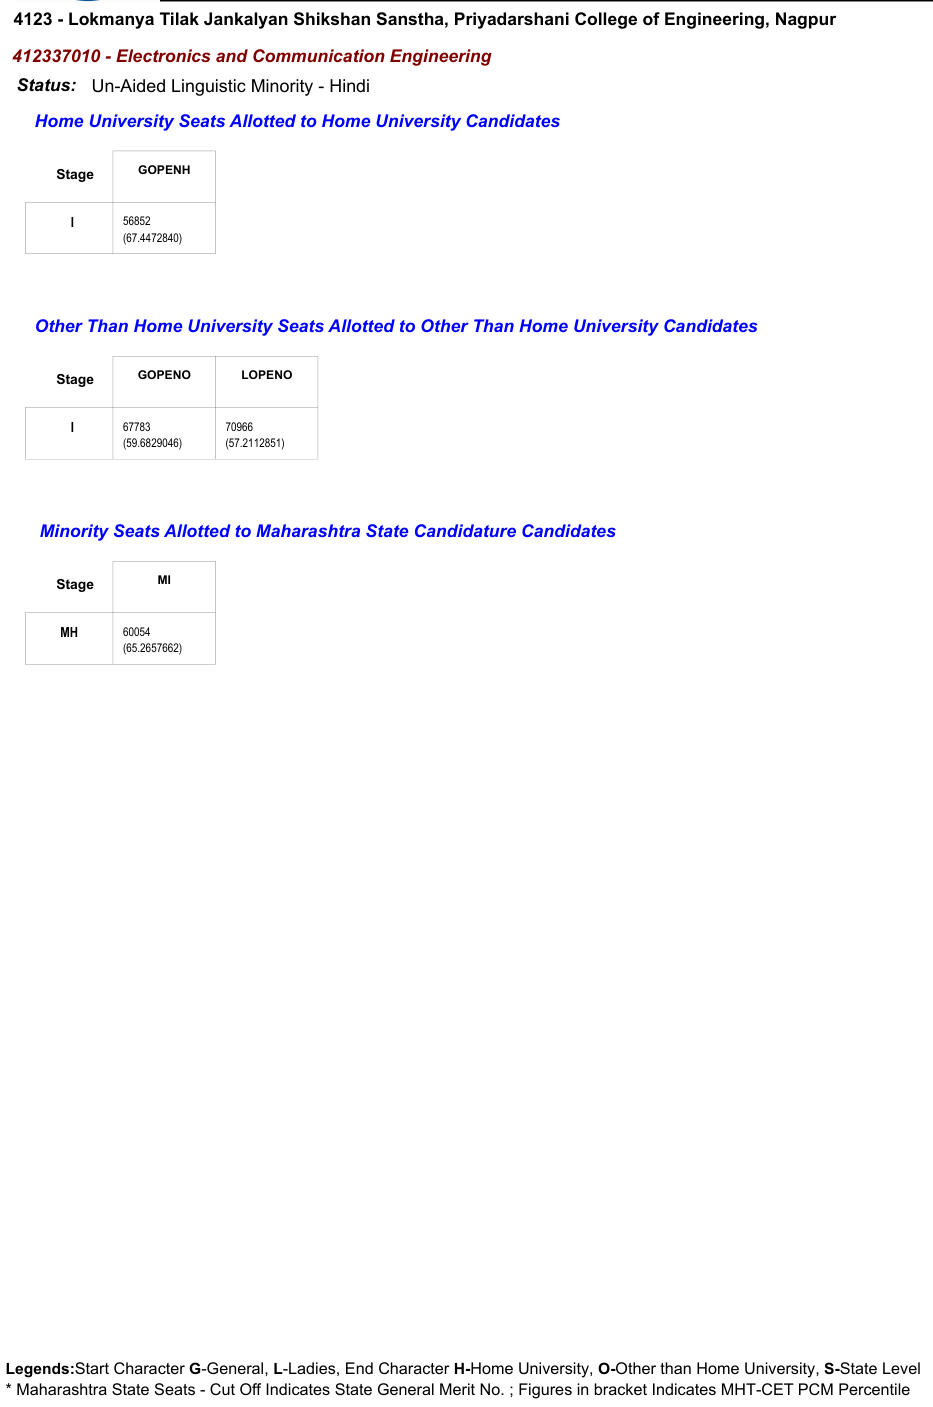 4123 - Lokmanya Tilak Jankalyan Shikshan Sanstha, Priyadarshani College of Engineering, Nagpur
412337010 - Electronics and Communication Engineering
Status: Un-Aided Linguistic Minority - Hindi
Home University Seats Allotted to Home University Candidates
Stage GOPENH
I 56852
(67.4472840)
Other Than Home University Seats Allotted to Other Than Home University Candidates
Stage GOPENO LOPENO
I 67783 70966
(59.6829046) (57.2112851)
Minority Seats Allotted to Maharashtra State Candidature Candidates
Stage MI
MH 60054
(65.2657662)
Legends:Start Character G-General, L-Ladies, End Character H-Home University, O-Other than Home University, S-State Level
* Maharashtra State Seats - Cut Off Indicates State General Merit No. ; Figures in bracket Indicates MHT-CET PCM Percentile